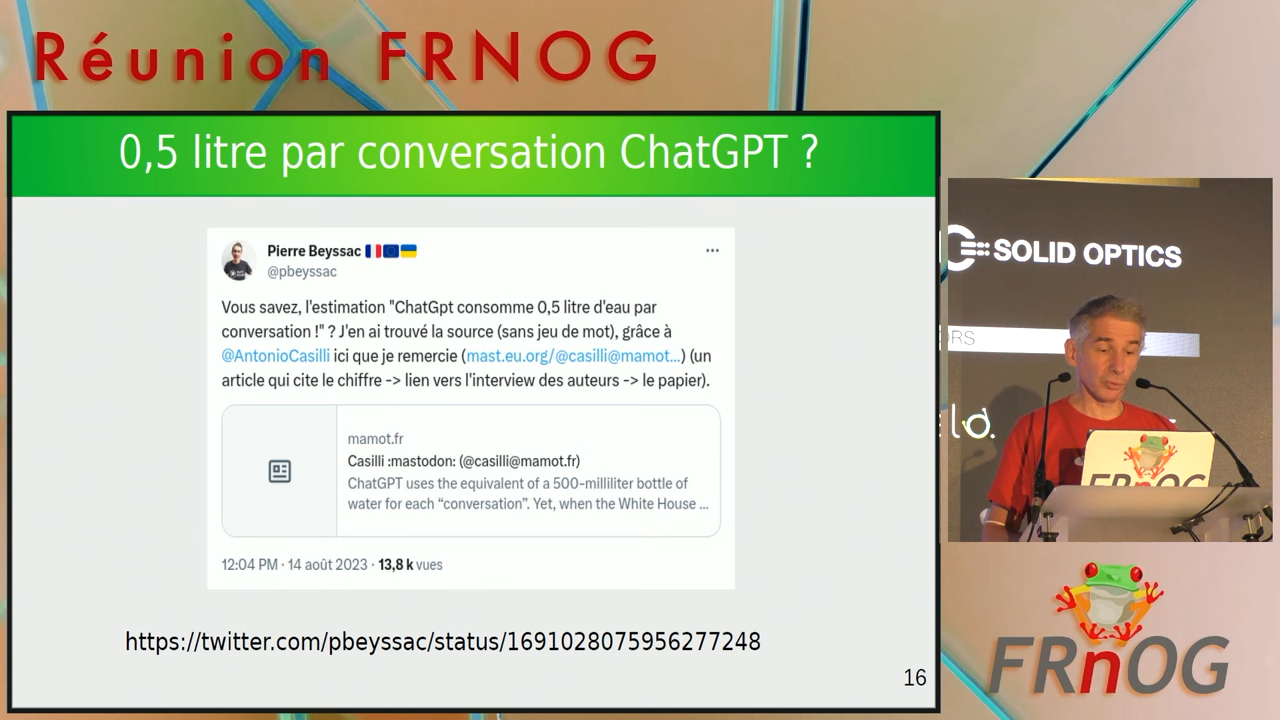 Réunion FRNOG
0,5 litre par conversation ChatGPT ?
Pierre Beyssac
@pbeyssac
Vous savez, l'estimation "ChatGpt consomme 0,5 litre d'eau par
conversation !" ? J'en ai trouvé la source (sans jeu de mot), grâce à
@AntonioCasilli ici que je remercie (mast.eu.org/@casilli@mamot...) (un
article qui cite le chiffre -> lien vers l'interview des auteurs -> le papier).
mamot.fr
Casilli :mastodon: (@casilli@mamot.fr)
ChatGPT uses the equivalent of a 500-milliliter bottle of
water for each “conversation”. Yet, when the White House ...
12:04 PM · 14 août 2023 · 13,8 k vues
https://twitter.com/pbeyssac/status/1691028075956277248
16
SOLID OPTICS
ORS
lo.
FRnOG
FRnOG